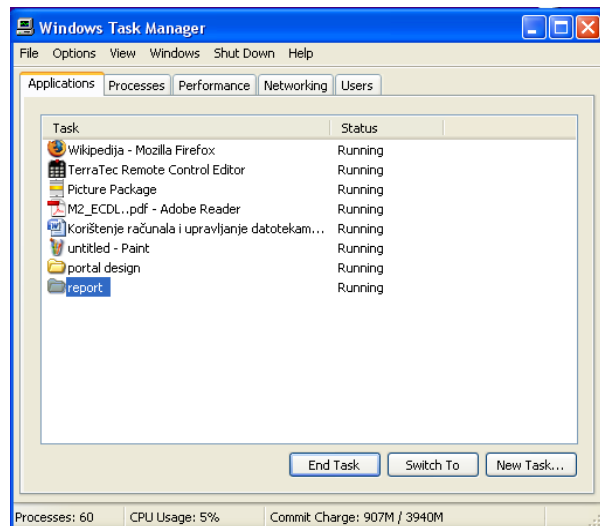 Windows Task Manager
File Options View Windows Shut Down Help
Applications Processes Performance Networking Users
Task Status
Wikipedija - Mozilla Firefox Running
TerraTec Remote Control Editor Running
Picture Package Running
M2_ECDL..pdf - Adobe Reader Running
Korištenje računala i upravljanje datotekam... Running
untitled - Paint Running
portal design Running
report Running
End Task Switch To New Task...
Processes: 60 CPU Usage: 5% Commit Charge: 907M / 3940M